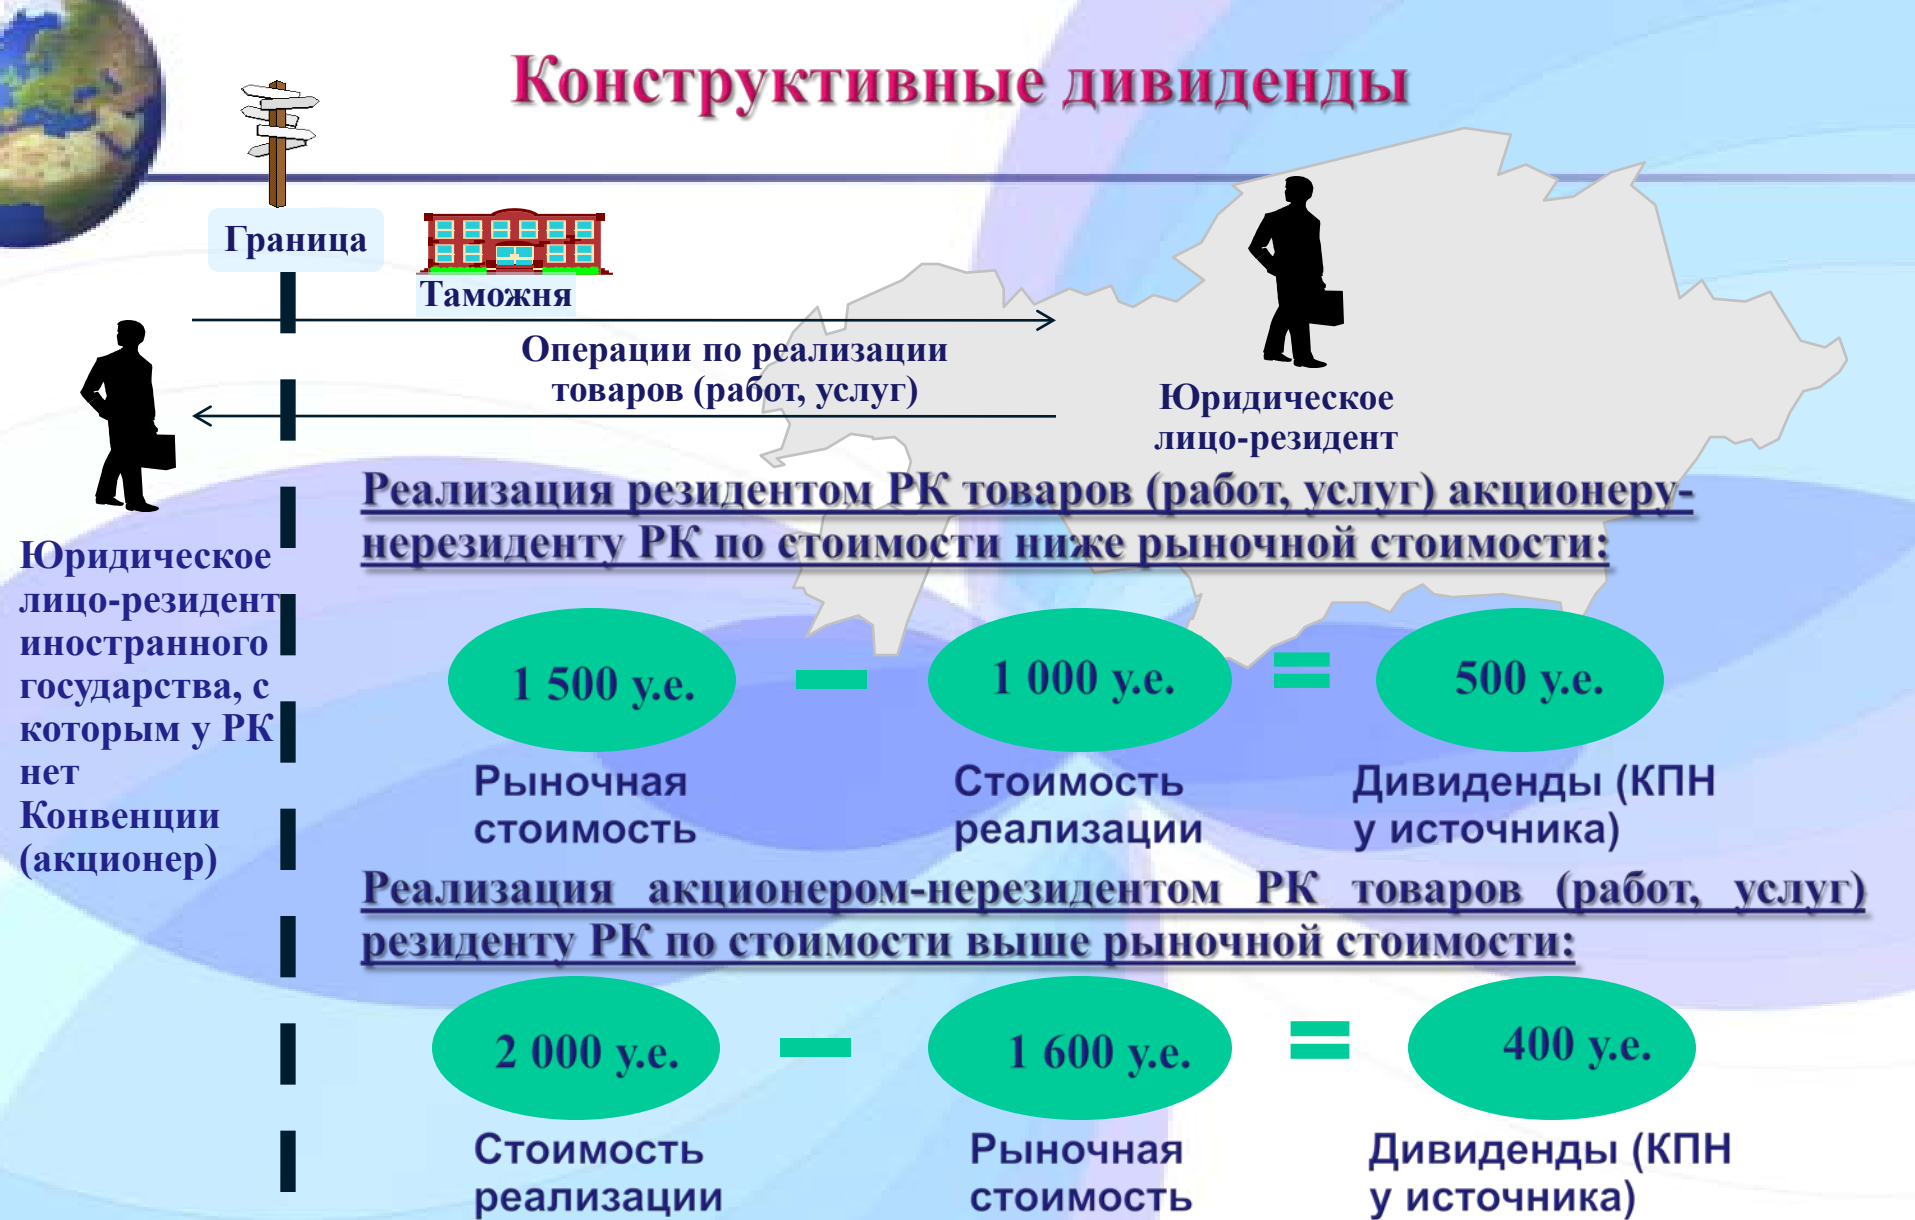 Конструктивные дивиденды
Граница
Таможня
Операции по реализации
товаров (работ, услуг)
Юридическое
лицо-резидент
Юридическое
лицо-резидент
иностранного
государства, с
которым у РК
нет
Конвенции
(акционер)
Реализация резидентом РК товаров (работ, услуг) акционеру-
нерезиденту РК по стоимости ниже рыночной стоимости:
1 500 у.е.
1 000 у.е.
=
500 у.е.
Рыночная
стоимость
Стоимость
реализации
Дивиденды (КПН
у источника)
Реализация акционером-нерезидентом РК товаров (работ, услуг)
резиденту РК по стоимости выше рыночной стоимости:
2 000 у.е.
1 600 у.е.
=
400 у.е.
Стоимость
реализации
Рыночная
стоимость
Дивиденды (КПН
у источника)